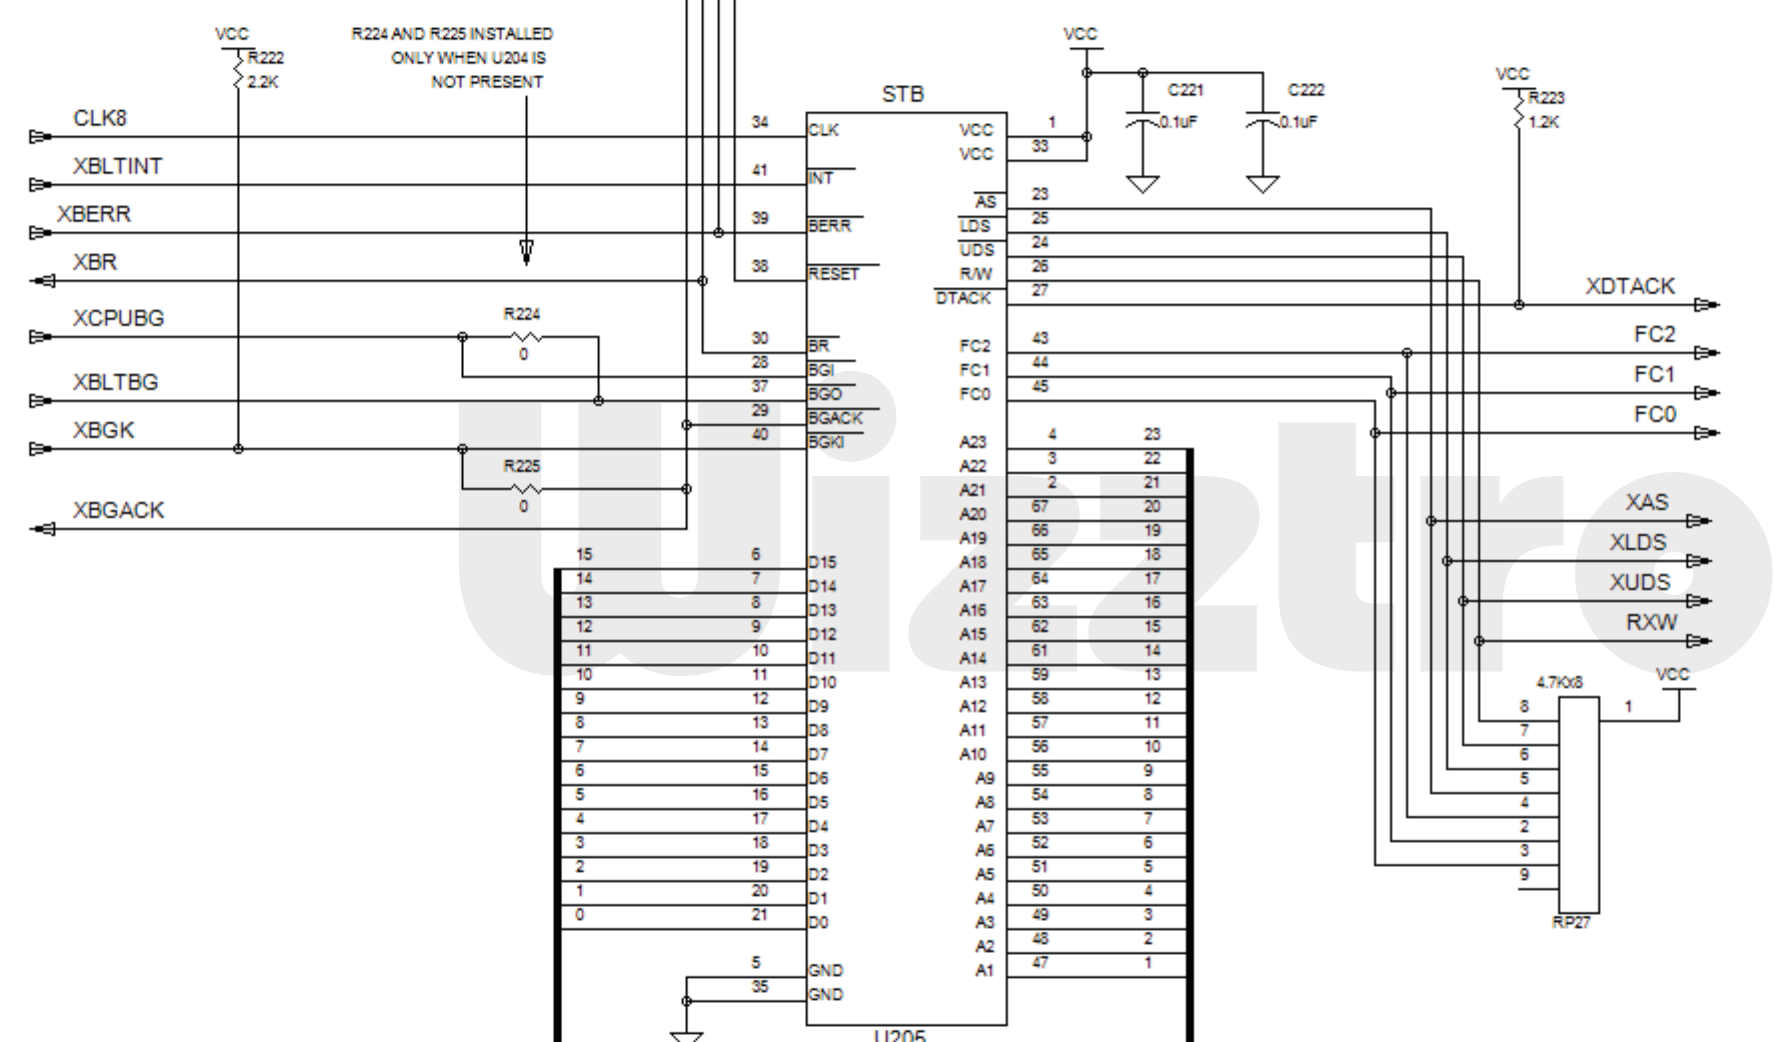 VCC
R222
2.2K
R224 AND R225 INSTALLED
ONLY WHEN U204 IS
NOT PRESENT
CLK8
XBLTINT
XBERR
XBR
XCPUBG
R224
0
XBLTBG
XBGK
R225
0
XBGACK
STB
34 CLK
41 INT
39 BERR
38 RESET
30 BR
28 BGI
37 BGO
29 BGACK
40 BGKI
15 6 D15
14 7 D14
13 8 D13
12 9 D12
11 10 D11
10 11 D10
9 12 D9
8 13 D8
7 14 D7
6 15 D6
5 16 D5
4 17 D4
3 18 D3
2 19 D2
1 20 D1
0 21 D0
5 GND
35 GND
U205
VCC 1
VCC 33
AS 23
LDS 25
UDS 24
R/W 26
DTACK 27
FC2 43
FC1 44
FC0 45
A23 4 23
A22 3 22
A21 2 21
A20 67 20
A19 66 19
A18 65 18
A17 64 17
A16 63 16
A15 62 15
A14 61 14
A13 59 13
A12 58 12
A11 57 11
A10 56 10
A9 55 9
A8 54 8
A7 53 7
A6 52 6
A5 51 5
A4 50 4
A3 49 3
A2 48 2
A1 47 1
VCC
C221
.0.1uF
C222
.0.1uF
VCC
R223
1.2K
XDTACK
FC2
FC1
FC0
XAS
XLDS
XUDS
RXW
4.7Kx8
VCC
8
7
6
5
4
2
3
9
1
RP27
Wizztro